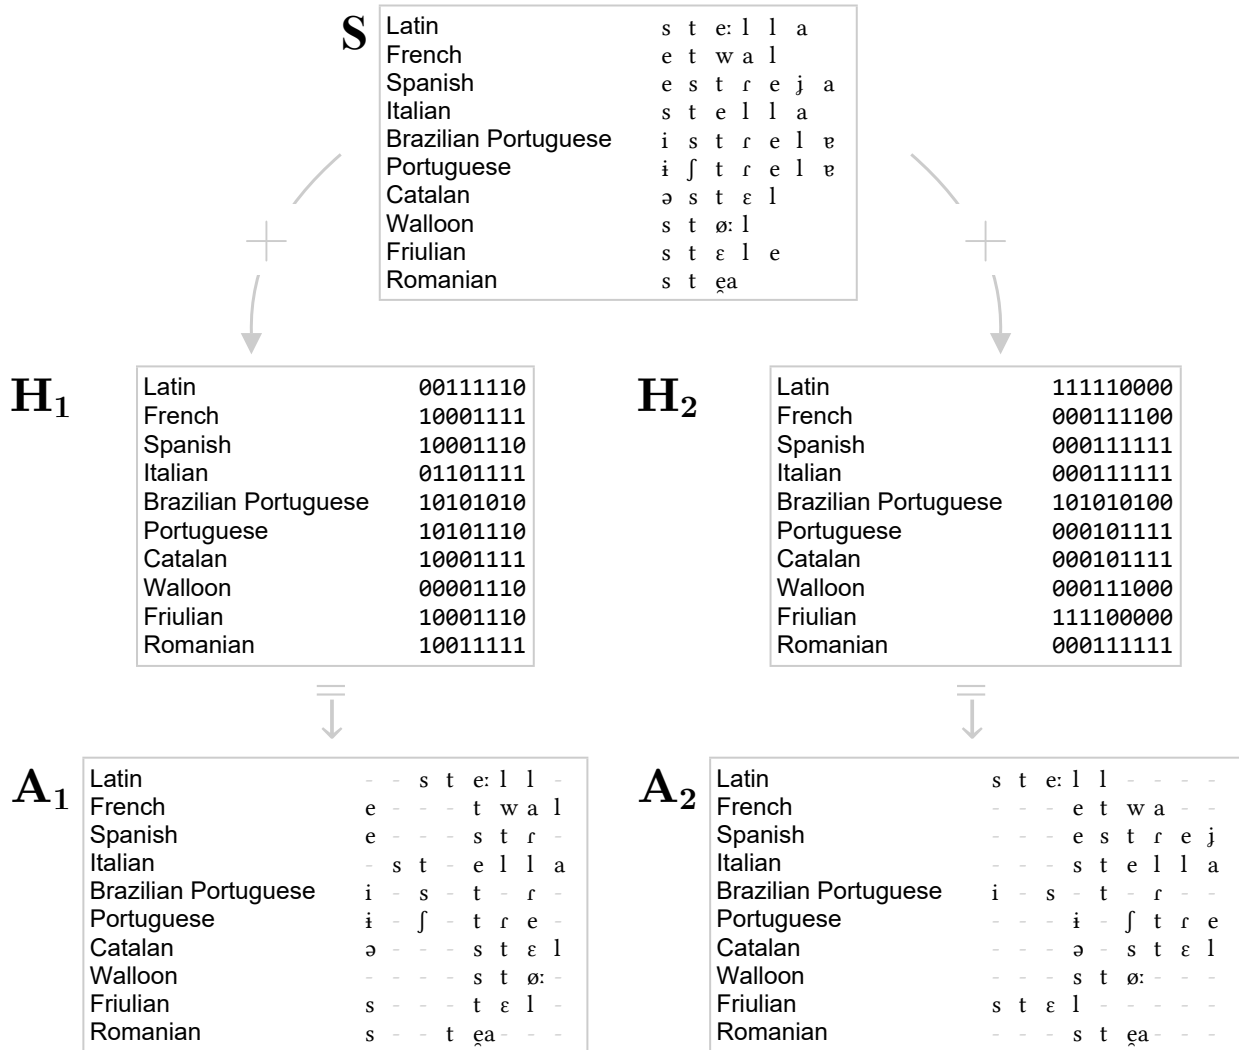 S
Latin s t eː l l a
French e t w a l
Spanish e s t ɾ e ʝ a
Italian s t e l l a
Brazilian Portuguese i s t ɾ e l ɐ
Portuguese ɨ ʃ t ɾ e l ɐ
Catalan ə s t ɛ l
Walloon s t øː l
Friulian s t ɛ l e
Romanian s t e̯a
H₁
Latin 00111110
French 10001111
Spanish 10001110
Italian 01101111
Brazilian Portuguese 10101010
Portuguese 10101110
Catalan 10001111
Walloon 00001110
Friulian 10001110
Romanian 10011111
H₂
Latin 111110000
French 000111100
Spanish 000111111
Italian 000111111
Brazilian Portuguese 101010100
Portuguese 000101111
Catalan 000101111
Walloon 000111000
Friulian 111100000
Romanian 000111111
A₁
Latin - - s t eː l l -
French e - - - t w a l
Spanish e - - - s t ɾ -
Italian - s t - e l l a
Brazilian Portuguese i - s - t - ɾ -
Portuguese ɨ - ʃ - t ɾ e -
Catalan ə - - - s t ɛ l
Walloon - - - - s t øː -
Friulian s - - - t ɛ l -
Romanian s - - t e̯a - - -
A₂
Latin s t eː l l - - - -
French - - - e t w a - -
Spanish - - - e s t ɾ e ʝ
Italian - - - s t e l l a
Brazilian Portuguese i - s - t - ɾ - -
Portuguese - - - ɨ - ʃ t ɾ e
Catalan - - - ə - s t ɛ l
Walloon - - - s t øː - - -
Friulian s t ɛ l - - - - -
Romanian - - - s t e̯a - - -